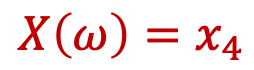 X(ω) = x₄